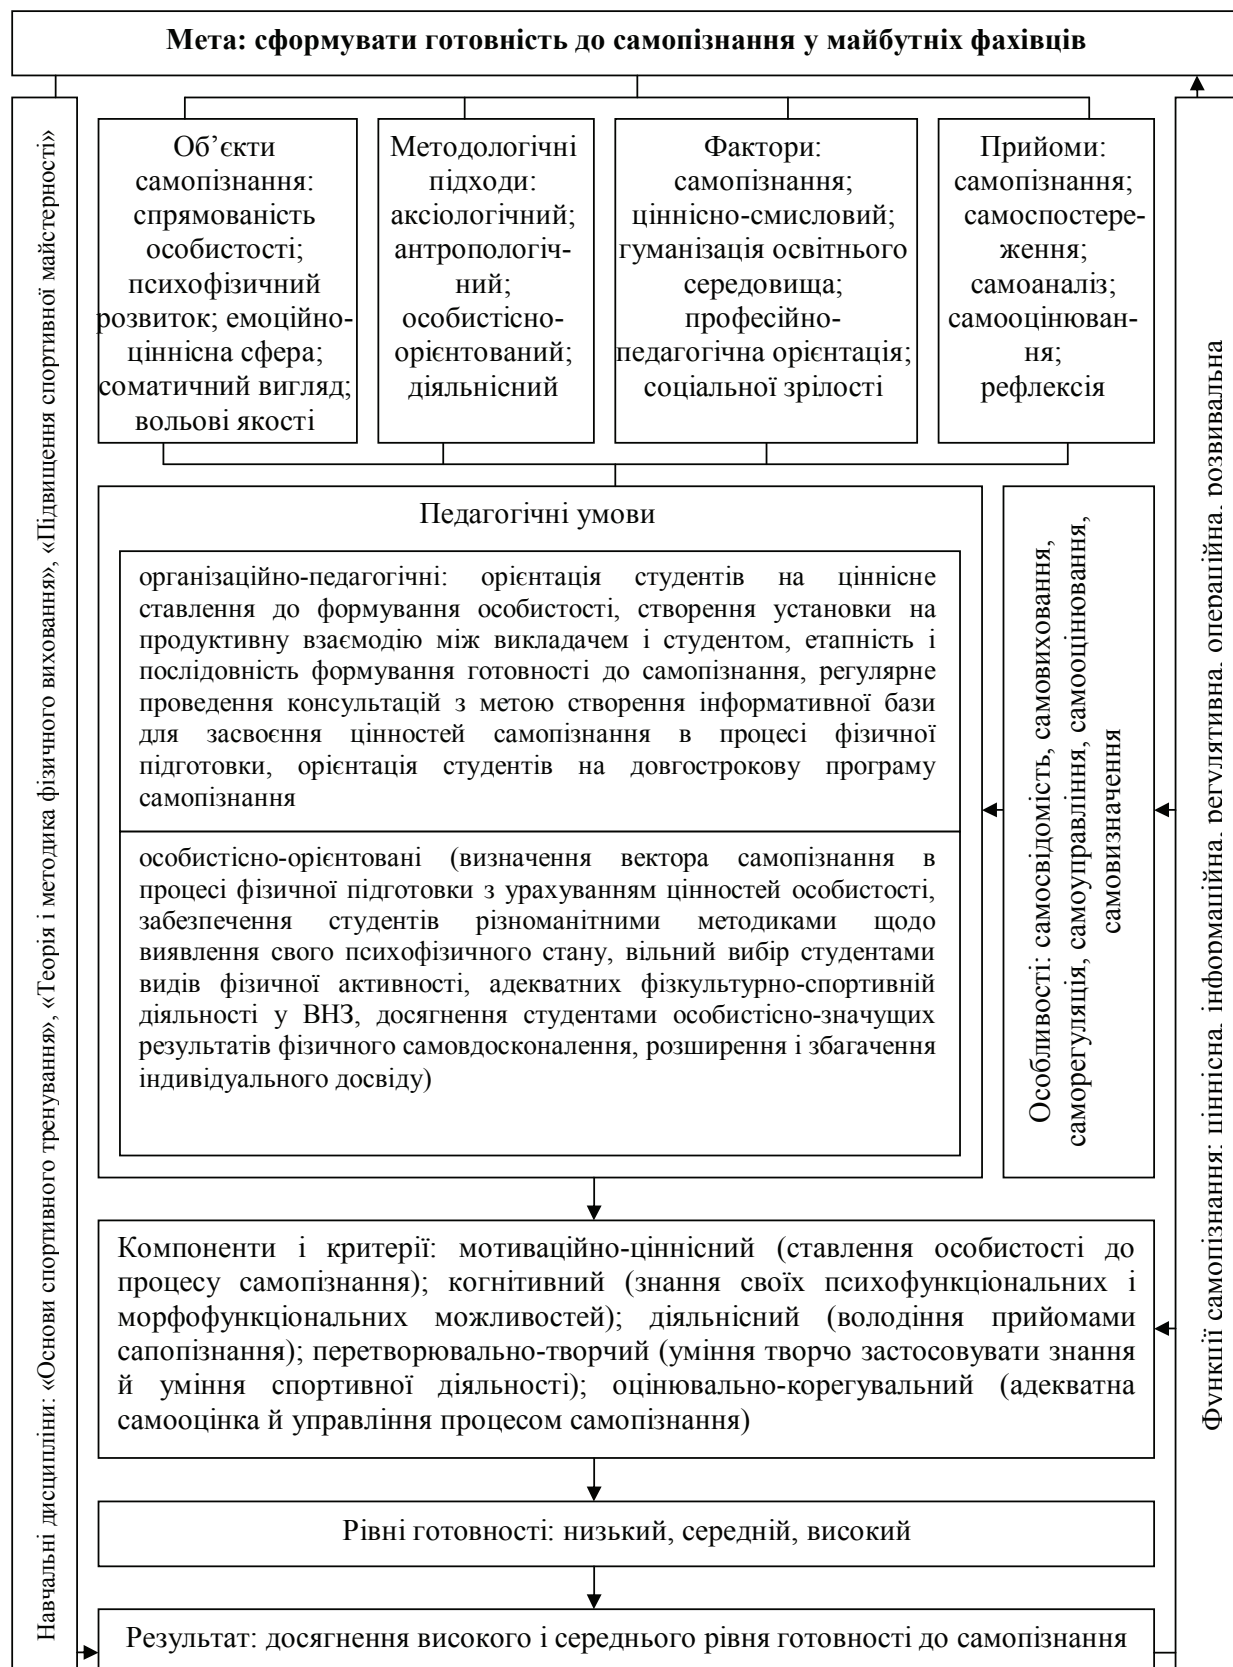 Мета: сформувати готовність до самопізнання у майбутніх фахівців
Навчальні дисципліни: «Основи спортивного тренування», «Теорія і методика фізичного виховання», «Підвищення спортивної майстерності»
Об’єкти
самопізнання:
спрямованість
особистості;
психофізичний
розвиток; емоційно-
ціннісна сфера;
соматичний вигляд;
вольові якості
Методологічні
підходи:
аксіологічний;
антропологіч-
ний;
особистісно-
орієнтований;
діяльнісний
Фактори:
самопізнання;
ціннісно-смисловий;
гуманізація освітнього
середовища;
професійно-
педагогічна орієнтація;
соціальної зрілості
Прийоми:
самопізнання;
самоспостере-
ження;
самоаналіз;
самооцінюван-
ня;
рефлексія
Педагогічні умови
організаційно-педагогічні: орієнтація студентів на ціннісне
ставлення до формування особистості, створення установки на
продуктивну взаємодію між викладачем і студентом, етапність і
послідовність формування готовності до самопізнання, регулярне
проведення консультацій з метою створення інформативної бази
для засвоєння цінностей самопізнання в процесі фізичної
підготовки, орієнтація студентів на довгострокову програму
самопізнання
особистісно-орієнтовані (визначення вектора самопізнання в
процесі фізичної підготовки з урахуванням цінностей особистості,
забезпечення студентів різноманітними методиками щодо
виявлення свого психофізичного стану, вільний вибір студентами
видів фізичної активності, адекватних фізкультурно-спортивній
діяльності у ВНЗ, досягнення студентами особистісно-значущих
результатів фізичного самовдосконалення, розширення і збагачення
індивідуального досвіду)
Особливості: самосвідомість, самовиховання,
саморегуляція, самоуправління, самооцінювання,
самовизначення
Функції самопізнання: ціннісна, інформаційна, регулятивна, операційна, розвивальна
Компоненти і критерії: мотиваційно-ціннісний (ставлення особистості до
процесу самопізнання); когнітивний (знання своїх психофункціональних і
морфофункціональних можливостей); діяльнісний (володіння прийомами
сапопізнання); перетворювально-творчий (уміння творчо застосовувати знання
й уміння спортивної діяльності); оцінювально-корегувальний (адекватна
самооцінка й управління процесом самопізнання)
Рівні готовності: низький, середній, високий
Результат: досягнення високого і середнього рівня готовності до самопізнання